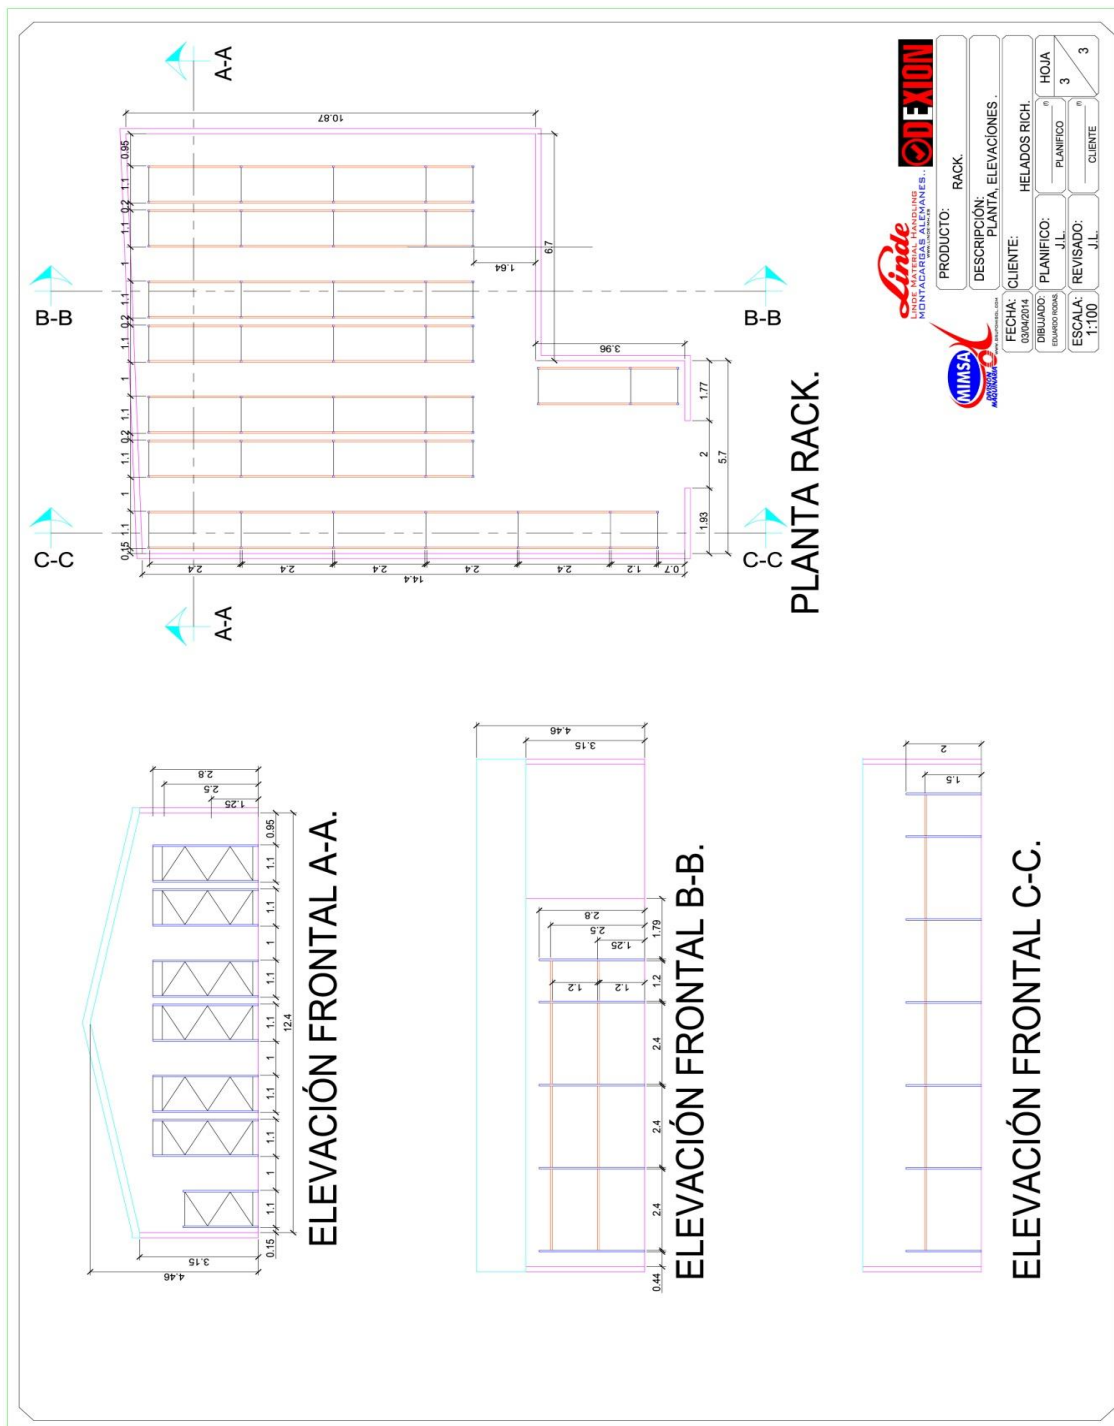 A-A
10.87
0.95
1.1
0.2
1.1
1
1.1
0.2
1.1
1
1.1
0.2
1.1
1
1.1
0.15
6.7
1.64
B-B
B-B
3.96
1.77
2
5.7
1.93
C-C
C-C
2.4
2.4
2.4
2.4
2.4
1.2
0.7
14.4
A-A
PLANTA RACK.
2.8
2.5
1.25
0.95
1.1
1.1
1
1.1
1.1
1
1.1
1.1
1
1.1
0.15
12.4
3.15
4.46
ELEVACIÓN FRONTAL A-A.
4.46
3.15
2.8
2.5
1.25
1.79
1.2
1.2
1.2
2.4
2.4
2.4
0.44
ELEVACIÓN FRONTAL B-B.
2
1.5
ELEVACIÓN FRONTAL C-C.
DEXION
Linde
LINDE MATERIAL HANDLING
MONTACARGAS ALEMANES..
MIMSA
DIVISIÓN
MAQUINARIA
PRODUCTO:
RACK.
DESCRIPCIÓN:
PLANTA, ELEVACIONES .
FECHA:
03/04/2014
CLIENTE:
HELADOS RICH.
DIBUJADO:
EDUARDO RODAS.
PLANIFICO:
J.L.
PLANIFICO
(f)
HOJA
3
3
ESCALA:
1:100
REVISADO:
J.L.
CLIENTE
(f)